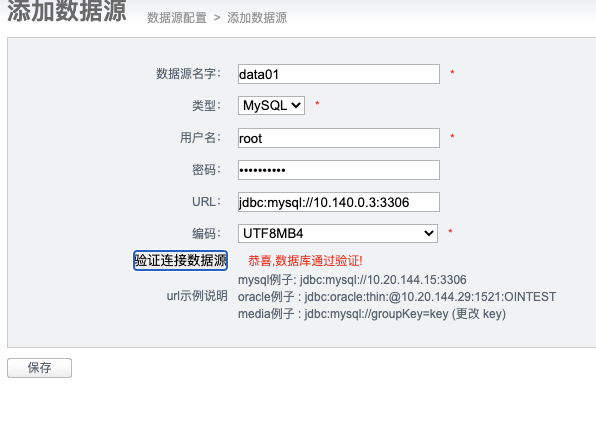 添加数据源 数据源配置 > 添加数据源
数据源名字： data01 *
类型： MySQL *
用户名： root *
密码： ••••••••••
URL： jdbc:mysql://10.140.0.3:3306
编码： UTF8MB4 *
验证连接数据源 恭喜,数据库通过验证!
mysql例子: jdbc:mysql://10.20.144.15:3306
url示例说明 oracle例子 : jdbc:oracle:thin:@10.20.144.29:1521:OINTEST
media例子 : jdbc:mysql://groupKey=key (更改 key)
保存